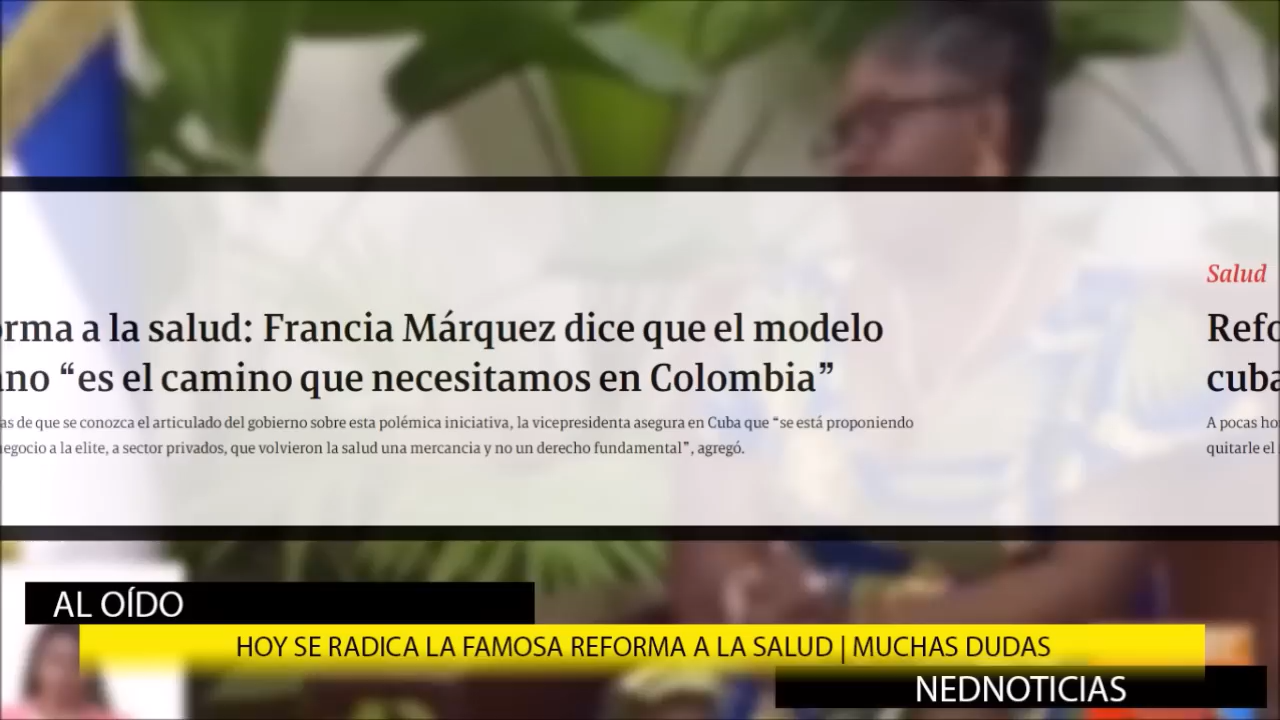 Salud
orma a la salud: Francia Márquez dice que el modelo
ano “es el camino que necesitamos en Colombia”
as de que se conozca el articulado del gobierno sobre esta polémica iniciativa, la vicepresidenta asegura en Cuba que “se está proponiendo
negocio a la elite, a sector privados, que volvieron la salud una mercancia y no un derecho fundamental”, agregó.
Refo
cuba
A pocas ho
quitarle el
AL OÍDO
HOY SE RADICA LA FAMOSA REFORMA A LA SALUD | MUCHAS DUDAS
NEDNOTICIAS